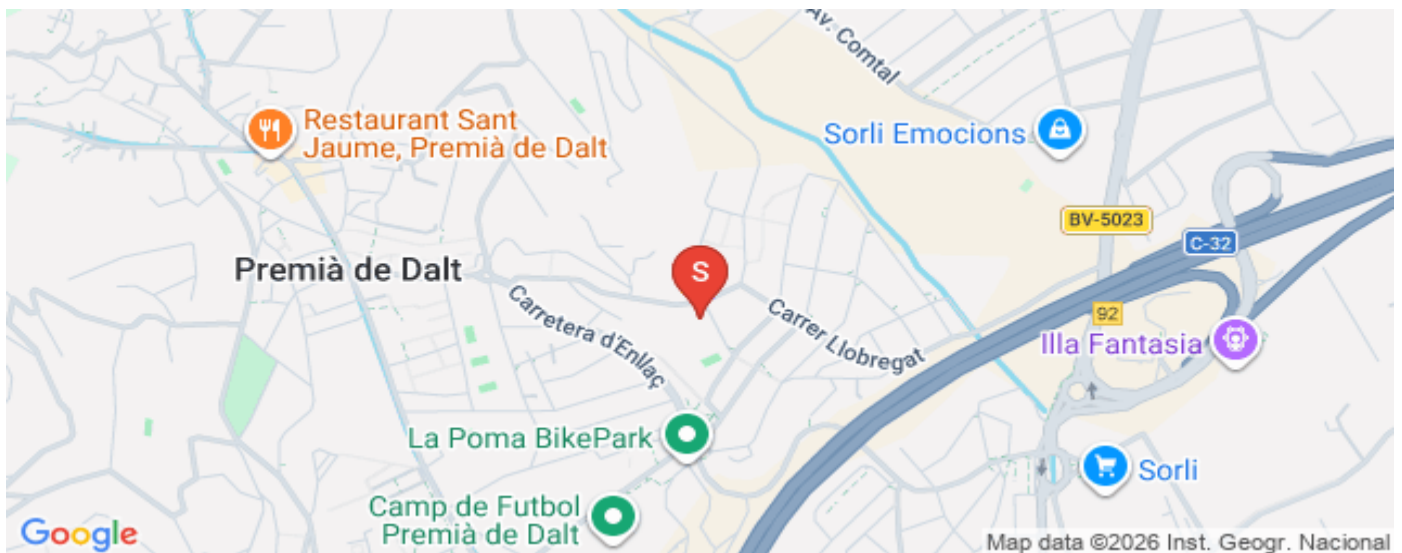 Av. Comtal
Restaurant Sant
Jaume, Premià de Dalt
Sorli Emocions
BV-5023
C-32
Premià de Dalt
S
Carretera d'Enllaç
Carrer Llobregat
92
Illa Fantasia
La Poma BikePark
Sorli
Camp de Futbol
Premià de Dalt
Google
Map data ©2026 Inst. Geogr. Nacional